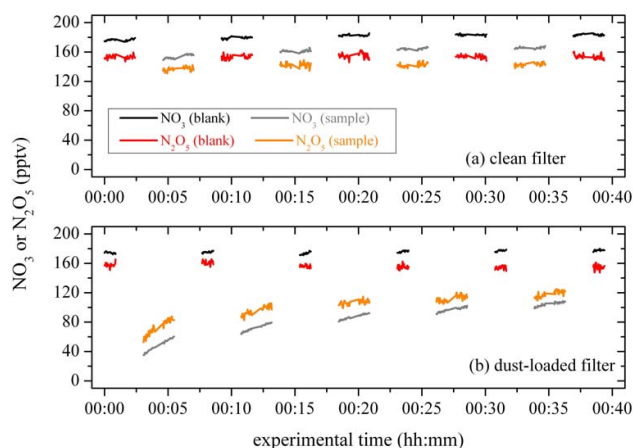 200
160
120
80
40
0
NO3 (blank) NO3 (sample)
N2O5 (blank) N2O5 (sample)
(a) clean filter
00:00 00:05 00:10 00:15 00:20 00:25 00:30 00:35 00:40
NO3 or N2O5 (pptv)
200
160
120
80
40
0
(b) dust-loaded filter
00:00 00:05 00:10 00:15 00:20 00:25 00:30 00:35 00:40
experimental time (hh:mm)